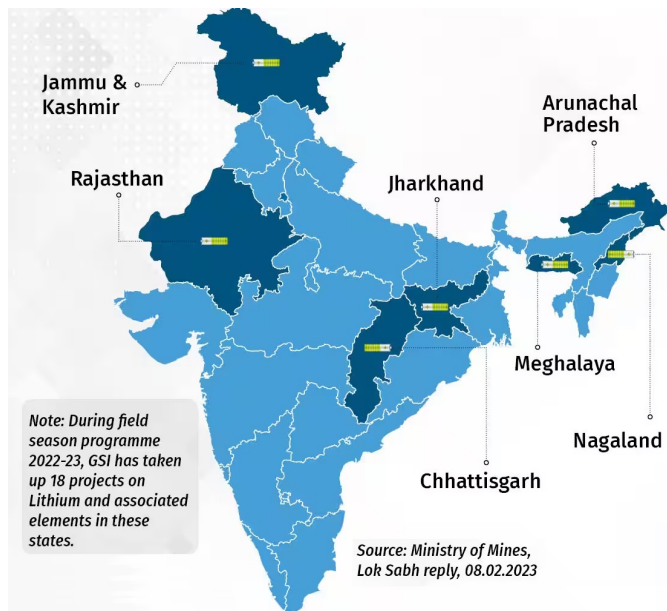 Jammu &
Kashmir
Arunachal
Pradesh
Rajasthan
Jharkhand
Meghalaya
Nagaland
Chhattisgarh
Note: During field
season programme
2022-23, GSI has taken
up 18 projects on
Lithium and associated
elements in these
states.
Source: Ministry of Mines,
Lok Sabh reply, 08.02.2023